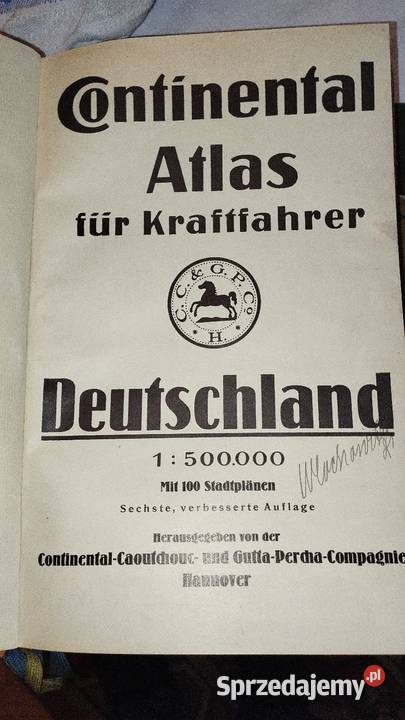 Continental
Atlas
für Kraftfahrer
C.C.&G.P.Co
H.
Deutschland
1 : 500.000
Mit 100 Stadtplänen
Sechste, verbesserte Auflage
Herausgegeben von der
Continental-Caoutchouc- und Gutta-Percha-Compagnie
Hannover
Sprzedajemy.pl